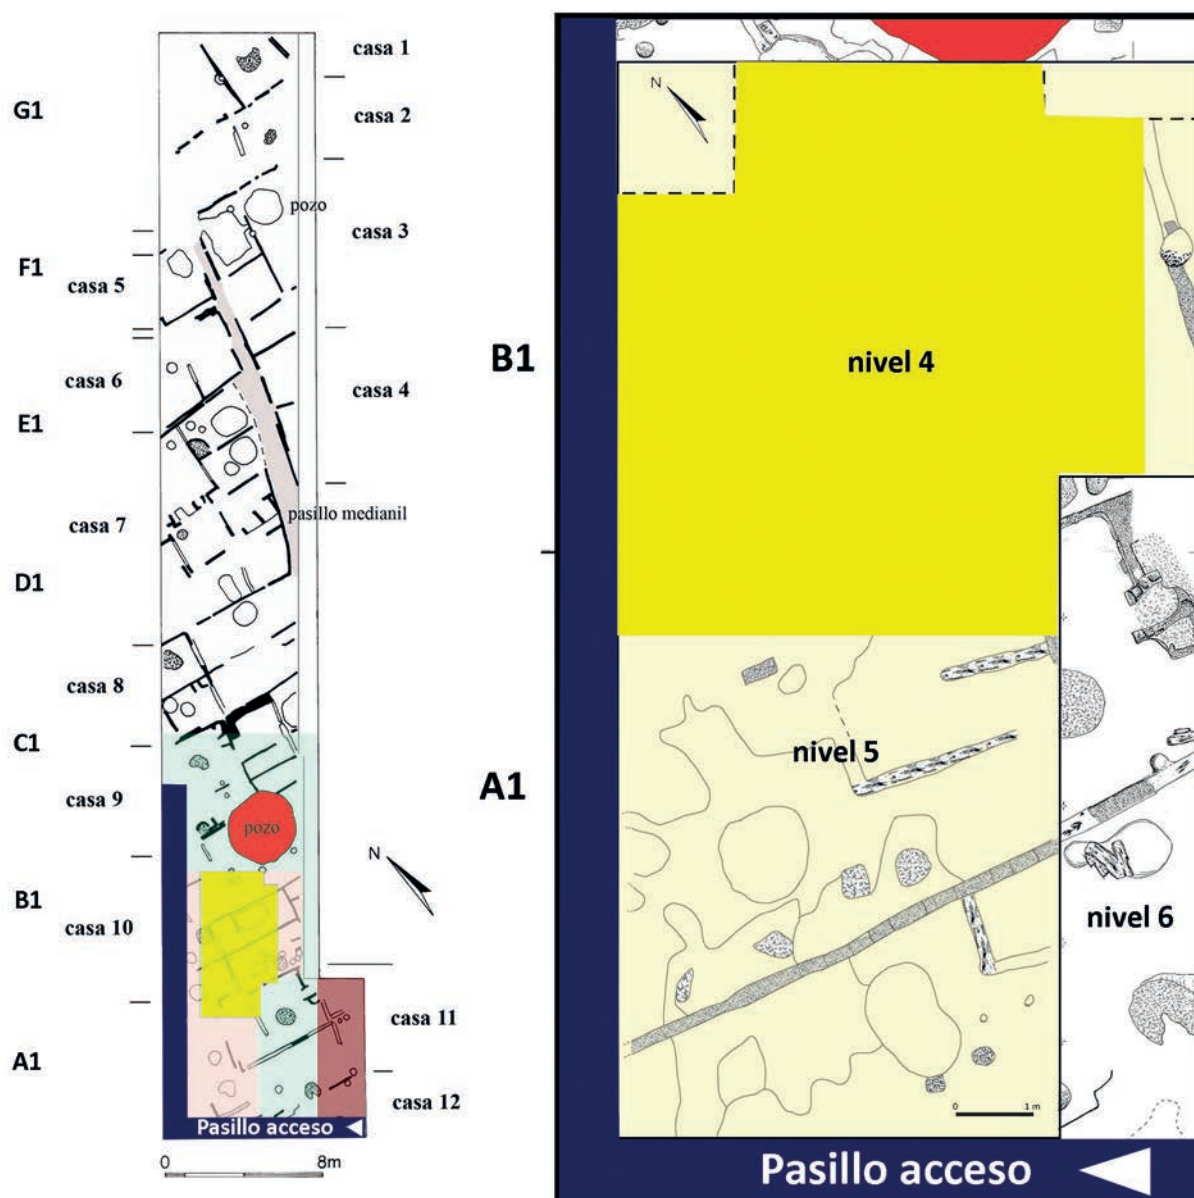 casa 1
G1
casa 2
pozo
casa 3
F1
casa 5
casa 6
casa 4
E1
pasillo medianil
casa 7
D1
casa 8
C1
casa 9
pozo
N
B1
casa 10
casa 11
A1
casa 12
Pasillo acceso
0 8m
N
B1
nivel 4
nivel 5
A1
nivel 6
0 1 m
Pasillo acceso